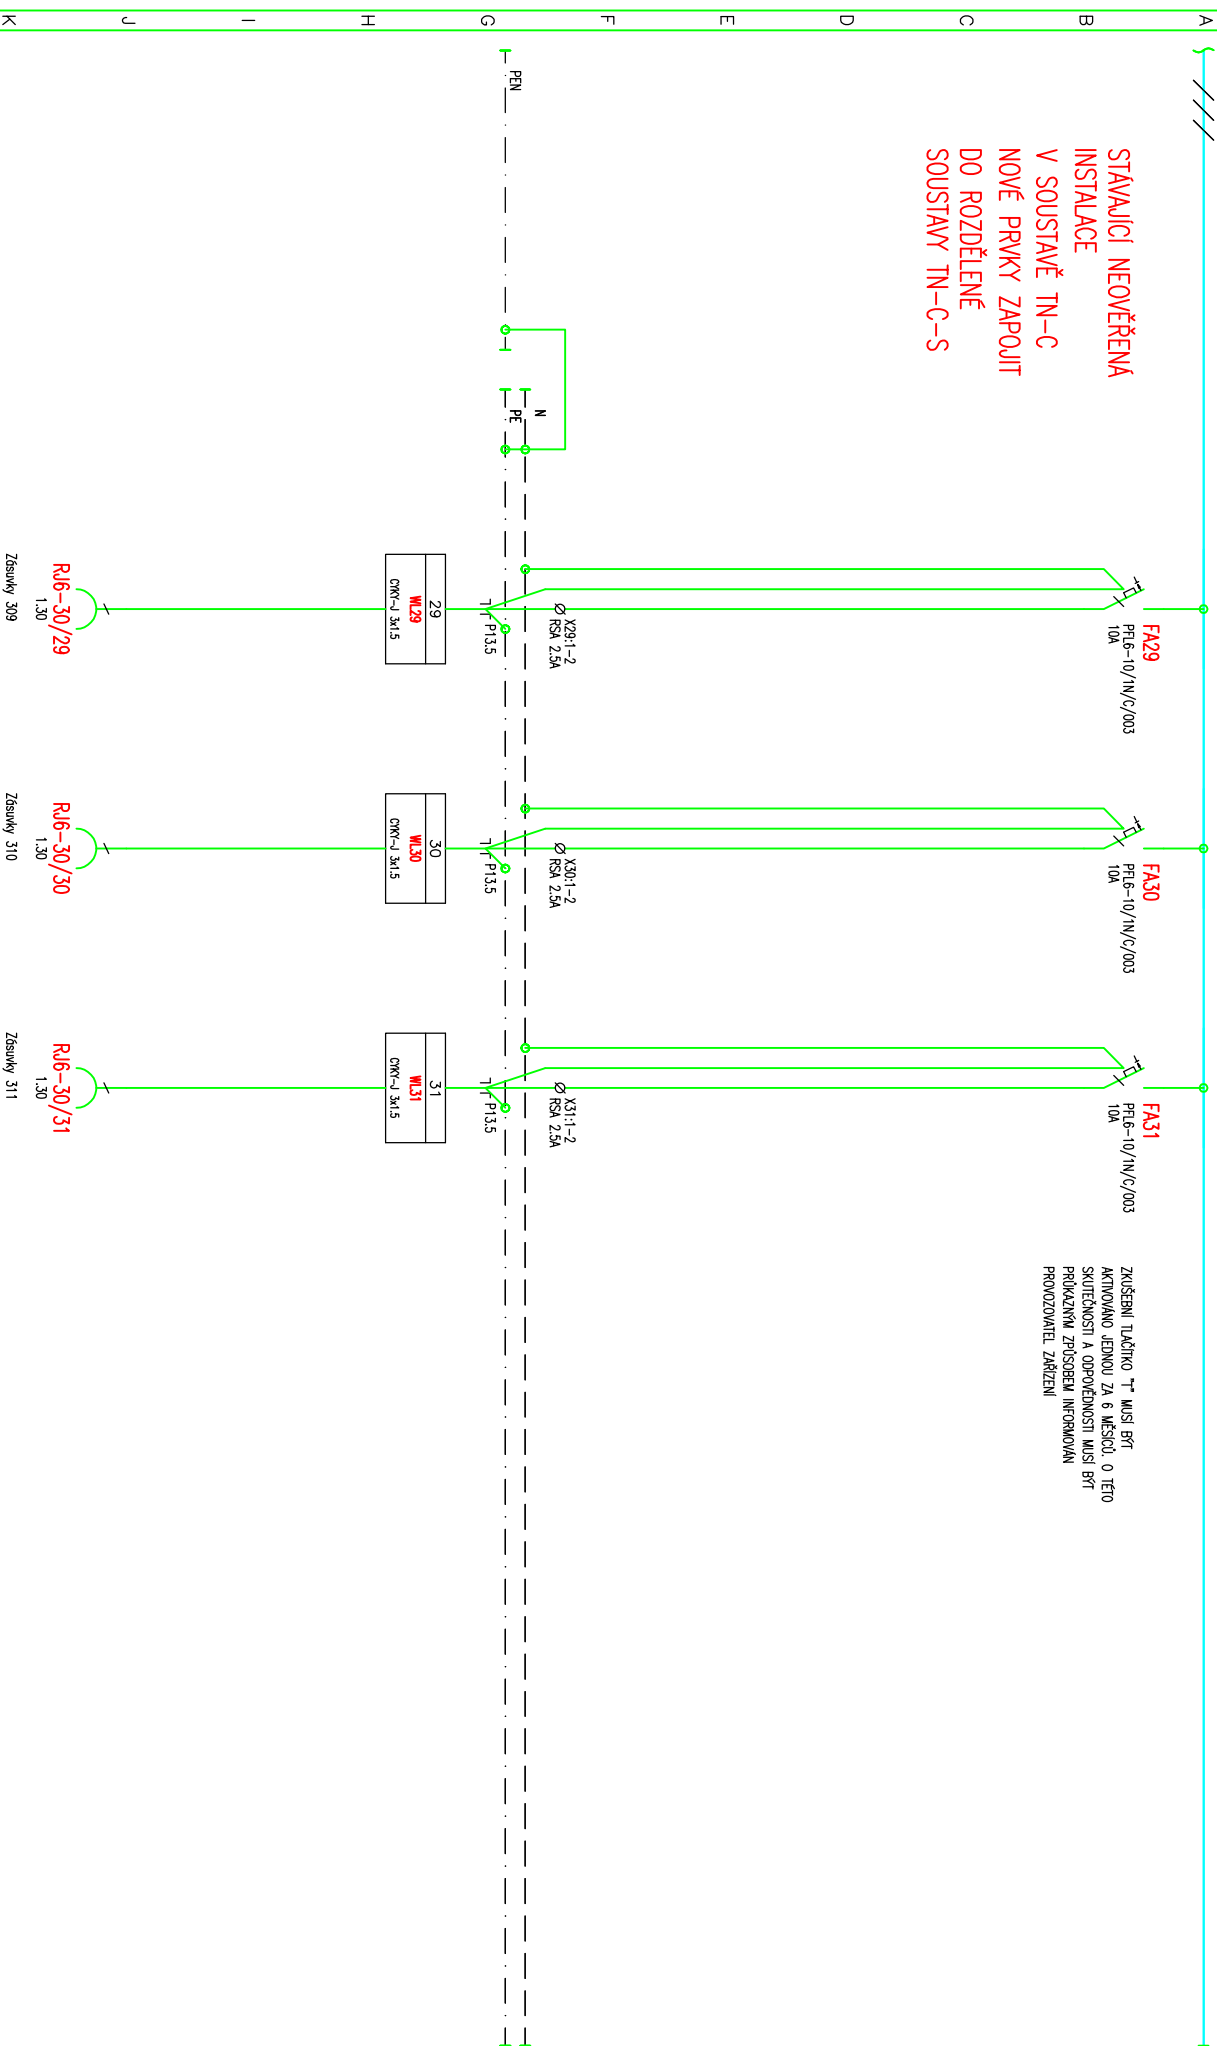 A
B
C
D
E
F
G
H
I
J
K
STÁVAJÍCÍ NEOVĚŘENÁ
INSTALACE
V SOUSTAVĚ TN-C
NOVÉ PRVKY ZAPOJIT
DO ROZDĚLENÉ
SOUSTAVY TN-C-S
PEN
N
PE
FA29
PFL6-10/1N/C/003
10A
X29:1-2
RSA 2.5A
P13.5
29
WL29
CYKY-J 3x1.5
RJ6-30/29
1.30
Zásuvky 309
FA30
PFL6-10/1N/C/003
10A
X30:1-2
RSA 2.5A
P13.5
30
WL30
CYKY-J 3x1.5
RJ6-30/30
1.30
Zásuvky 310
FA31
PFL6-10/1N/C/003
10A
X31:1-2
RSA 2.5A
P13.5
31
WL31
CYKY-J 3x1.5
RJ6-30/31
1.30
Zásuvky 311
ZKUŠEBNÍ TLAČÍTKO "T" MUSÍ BÝT
AKTIVOVÁNO JEDNOU ZA 6 MĚSÍCŮ. O TÉTO
SKUTEČNOSTI A ODPOVĚDNOSTI MUSÍ BÝT
PRŮKAZNÝM ZPŮSOBEM INFORMOVÁN
PROVOZOVATEL ZAŘÍZENÍ